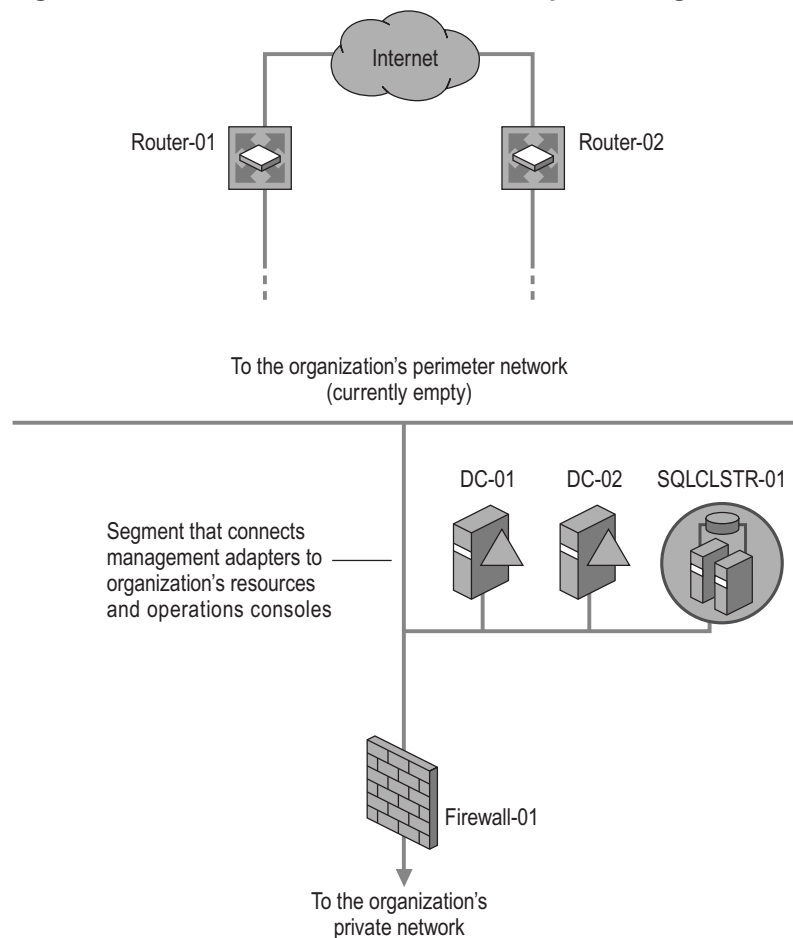 Internet
Router-01
Router-02
To the organization's perimeter network
(currently empty)
DC-01
DC-02
SQLCLSTR-01
Segment that connects
management adapters to
organization's resources
and operations consoles
Firewall-01
To the organization's
private network